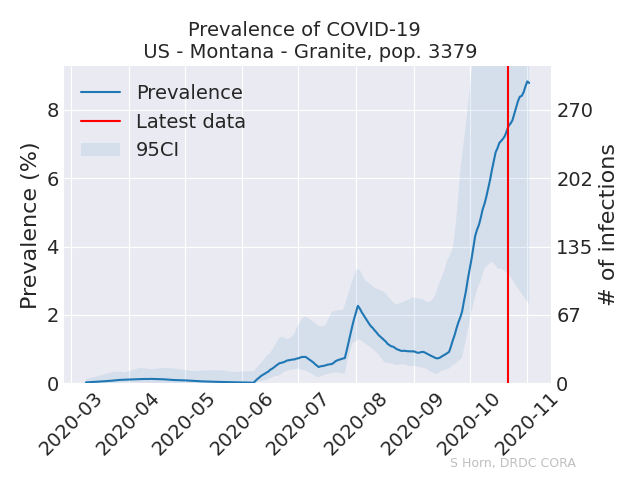 Prevalence of COVID-19
US - Montana - Granite, pop. 3379
Prevalence
Latest data
95CI
Prevalence (%)
8
6
4
2
0
270
202
135
67
0
# of infections
2020-03
2020-04
2020-05
2020-06
2020-07
2020-08
2020-09
2020-10
2020-11
S Horn, DRDC CORA